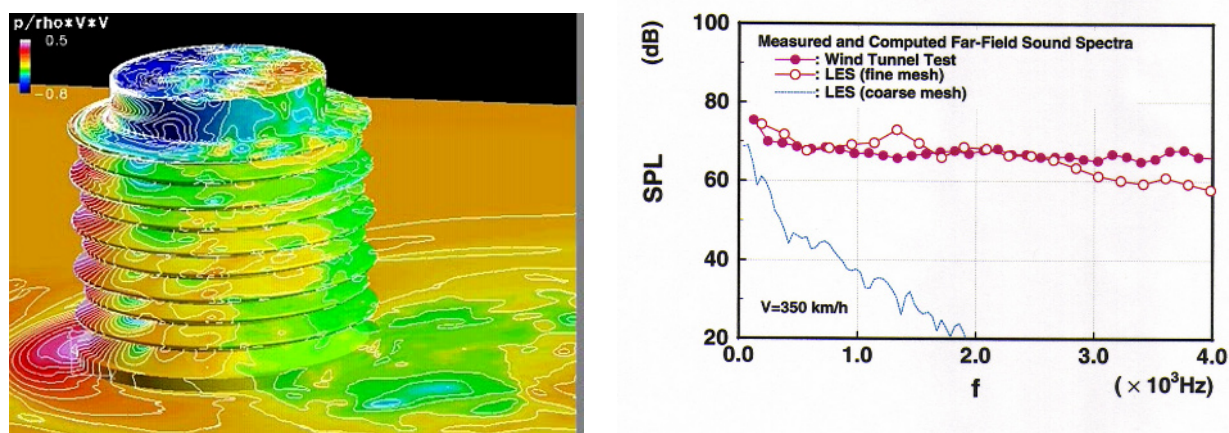 p/rho*V*V
0.5
-0.8
100
80
60
40
20
SPL (dB)
Measured and Computed Far-Field Sound Spectra
: Wind Tunnel Test
: LES (fine mesh)
: LES (coarse mesh)
V=350 km/h
0.0 1.0 2.0 3.0 4.0
f (×10³Hz)